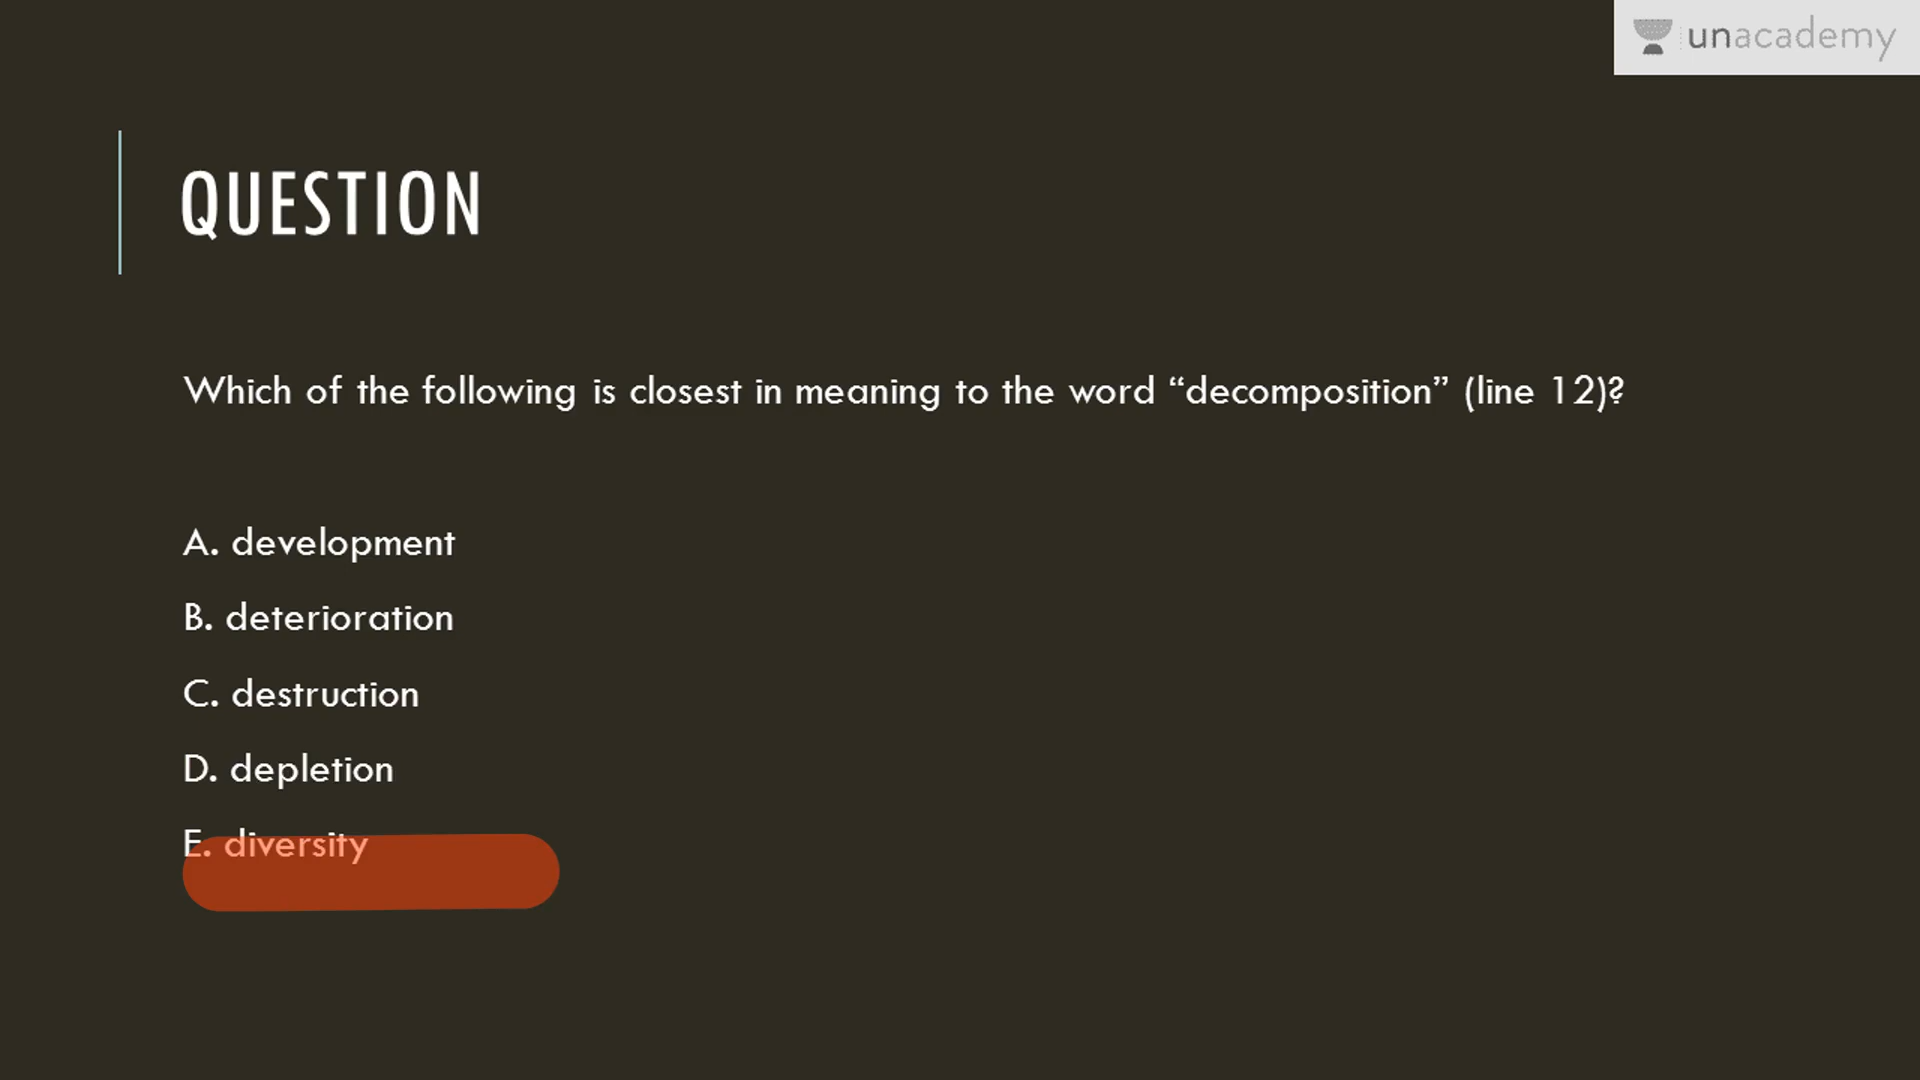 unacademy
QUESTION
Which of the following is closest in meaning to the word “decomposition” (line 12)?
A. development
B. deterioration
C. destruction
D. depletion
E. diversity